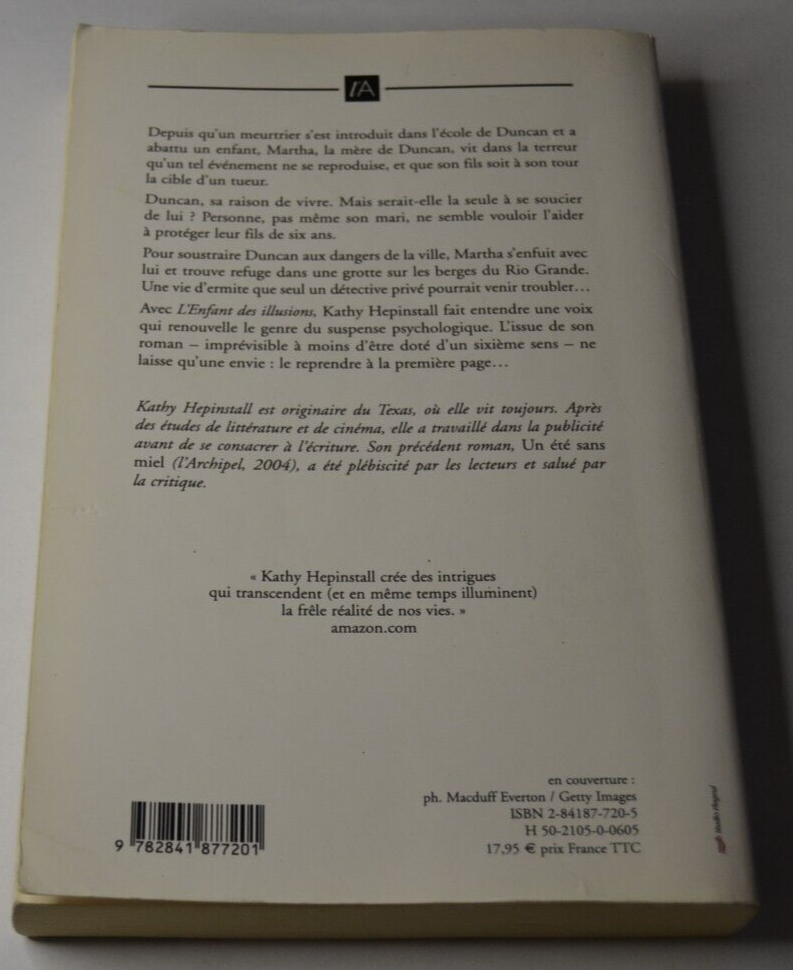 l'A
Depuis qu'un meurtrier s'est introduit dans l'école de Duncan et a
abattu un enfant, Martha, la mère de Duncan, vit dans la terreur
qu'un tel événement ne se reproduise, et que son fils soit à son tour
la cible d'un tueur.
Duncan, sa raison de vivre. Mais serait-elle la seule à se soucier
de lui ? Personne, pas même son mari, ne semble vouloir l'aider
à protéger leur fils de six ans.
Pour soustraire Duncan aux dangers de la ville, Martha s'enfuit avec
lui et trouve refuge dans une grotte sur les berges du Rio Grande.
Une vie d'ermite que seul un détective privé pourrait venir troubler…
Avec L'Enfant des illusions, Kathy Hepinstall fait entendre une voix
qui renouvelle le genre du suspense psychologique. L'issue de son
roman – imprévisible à moins d'être doté d'un sixième sens – ne
laisse qu'une envie : le reprendre à la première page…
Kathy Hepinstall est originaire du Texas, où elle vit toujours. Après
des études de littérature et de cinéma, elle a travaillé dans la publicité
avant de se consacrer à l'écriture. Son précédent roman, Un été sans
miel (l'Archipel, 2004), a été plébiscité par les lecteurs et salué par
la critique.
« Kathy Hepinstall crée des intrigues
qui transcendent (et en même temps illuminent)
la frêle réalité de nos vies. »
amazon.com
en couverture :
ph. Macduff Everton / Getty Images
ISBN 2-84187-720-5
H 50-2105-0-0605
17,95 € prix France TTC
9 782841 877201